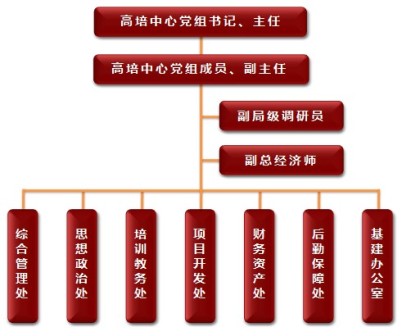 高培中心党组书记、主任
高培中心党组成员、副主任
副局级调研员
副总经济师
综合管理处
思想政治处
培训教务处
项目开发处
财务资产处
后勤保障处
基建办公室